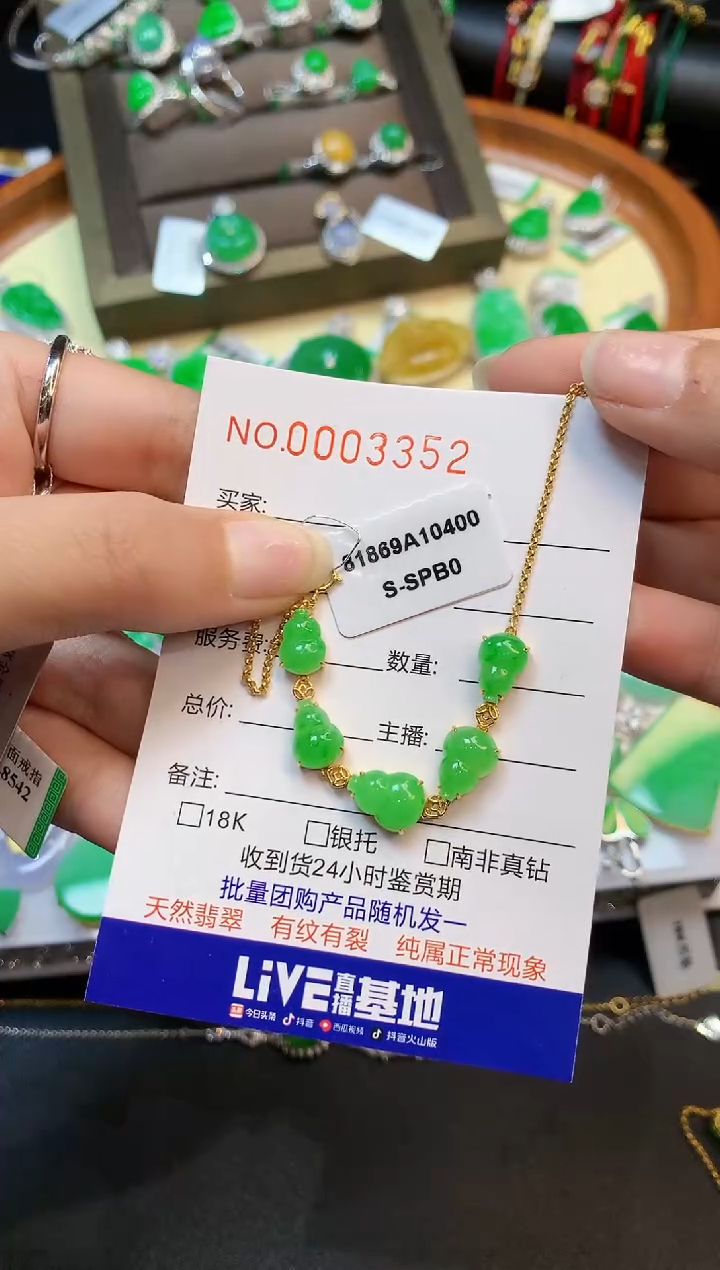 NO.0003352
买家:
81869A10400
S-SPB0
服务费:
数量:
总价:
主播:
备注:
□18K □银托 □南非真钻
收到货24小时鉴赏期
批量团购产品随机发一
天然翡翠 有纹有裂 纯属正常现象
LiVE直播基地
今日头条 抖音 西瓜视频 抖音火山版
面戒指
8542